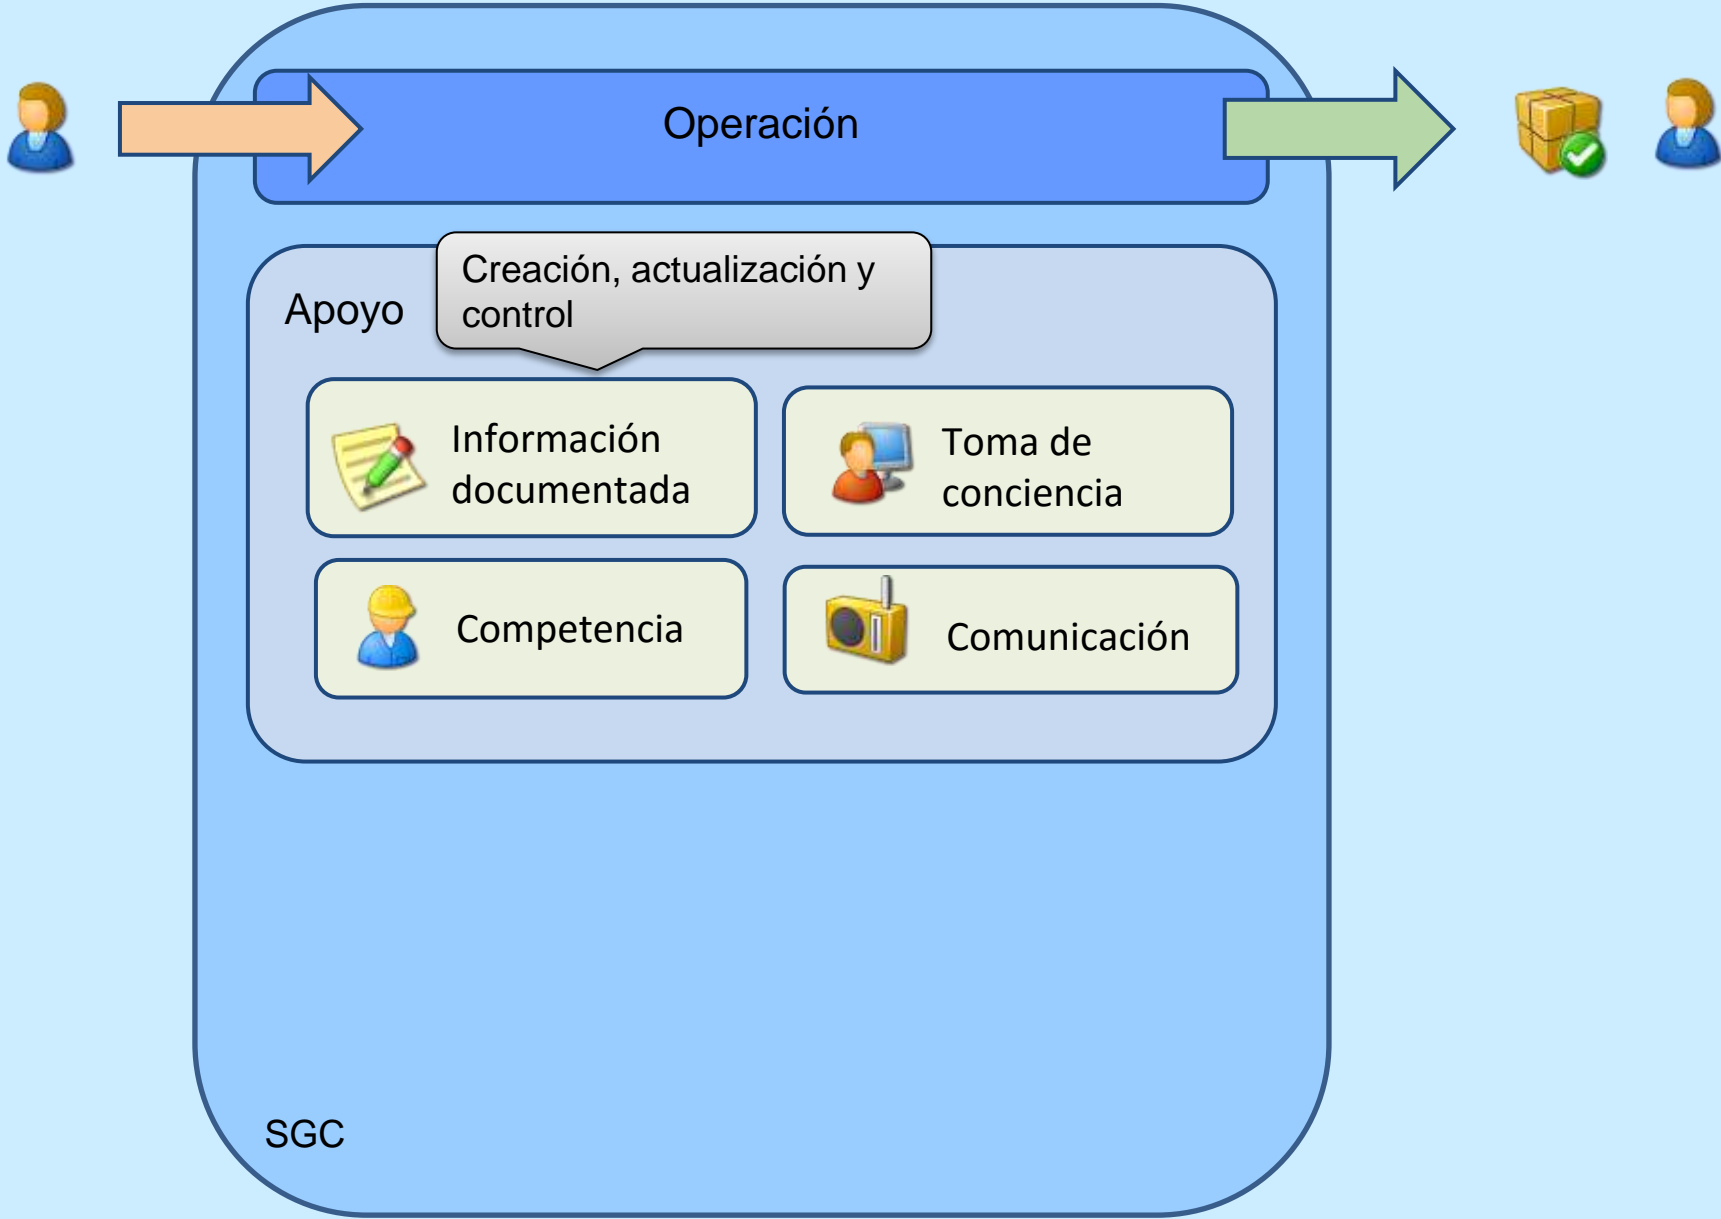 Operación
Creación, actualización y
control
Apoyo
Información
documentada
Toma de
conciencia
Competencia
Comunicación
SGC